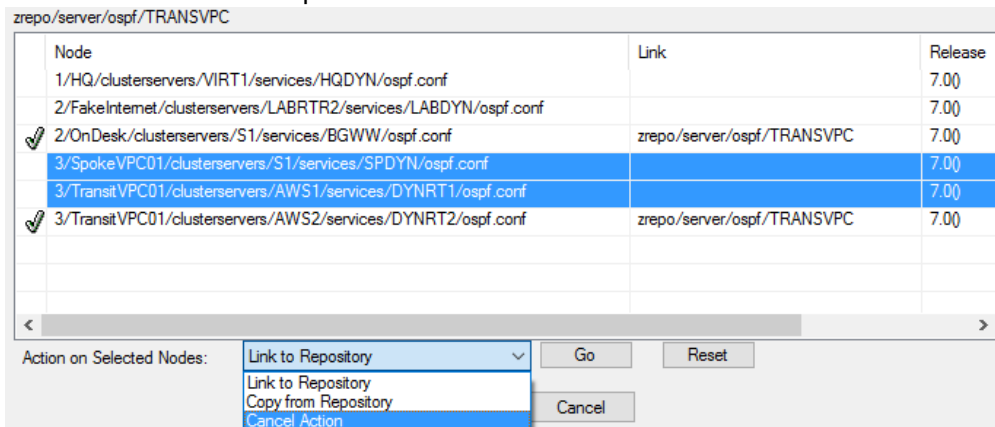 zrepo/server/ospf/TRANSVPC
Node Link Release
1/HQ/clusterservers/VIRT1/services/HQDYN/ospf.conf 7.0()
2/FakeInternet/clusterservers/LABRTR2/services/LABDYN/ospf.conf 7.0()
2/OnDesk/clusterservers/S1/services/BGWW/ospf.conf zrepo/server/ospf/TRANSVPC 7.0()
3/SpokeVPC01/clusterservers/S1/services/SPDYN/ospf.conf 7.0()
3/TransitVPC01/clusterservers/AWS1/services/DYNRT1/ospf.conf 7.0()
3/TransitVPC01/clusterservers/AWS2/services/DYNRT2/ospf.conf zrepo/server/ospf/TRANSVPC 7.0()
Action on Selected Nodes: Link to Repository Go Reset
Link to Repository
Copy from Repository Cancel
Cancel Action